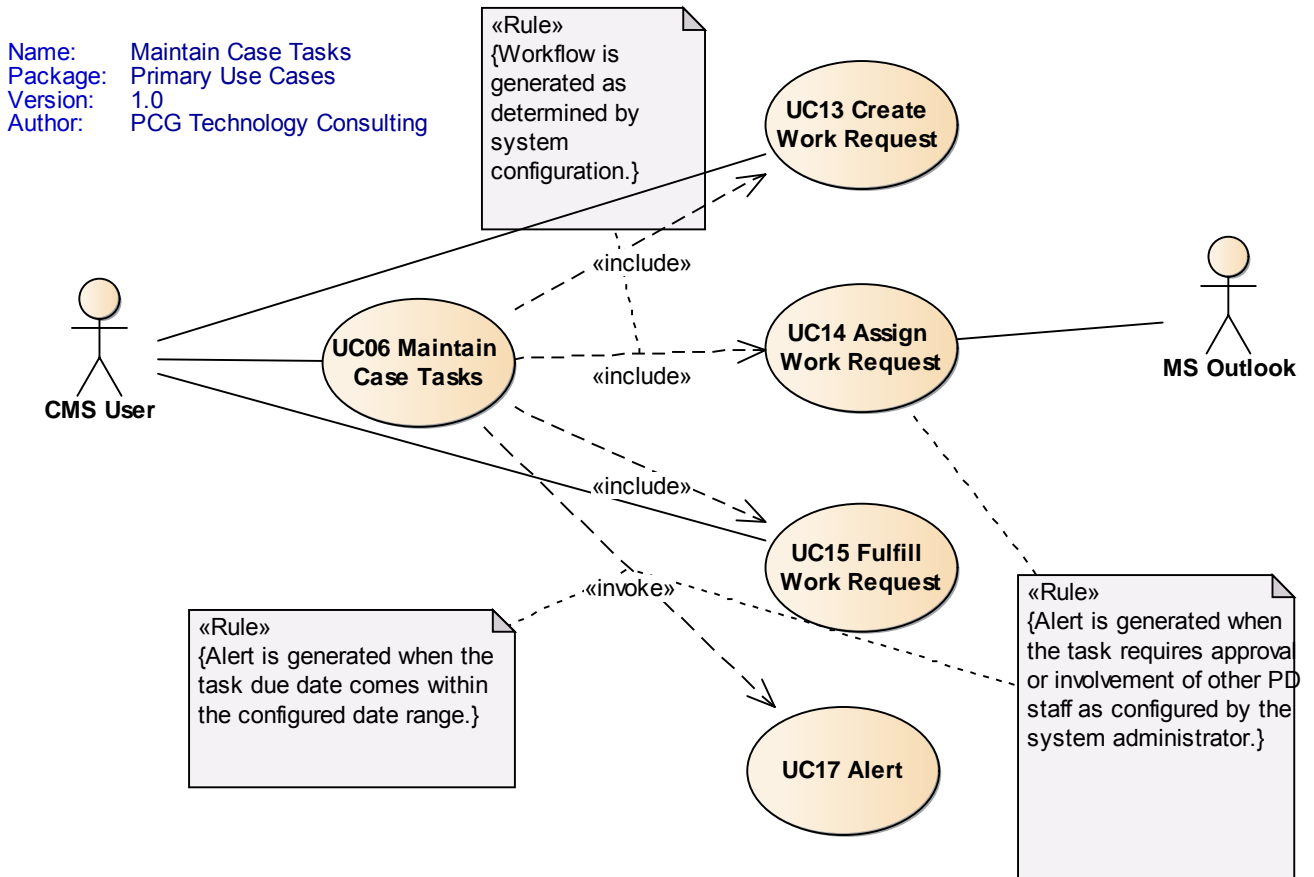 Name: Maintain Case Tasks
Package: Primary Use Cases
Version: 1.0
Author: PCG Technology Consulting
«Rule»
{Workflow is
generated as
determined by
system
configuration.}
UC13 Create
Work Request
«include»
CMS User
UC06 Maintain
Case Tasks
«include»
UC14 Assign
Work Request
MS Outlook
«include»
UC15 Fulfill
Work Request
«invoke»
«Rule»
{Alert is generated when the
task due date comes within
the configured date range.}
«Rule»
{Alert is generated when
the task requires approval
or involvement of other PD
staff as configured by the
system administrator.}
UC17 Alert